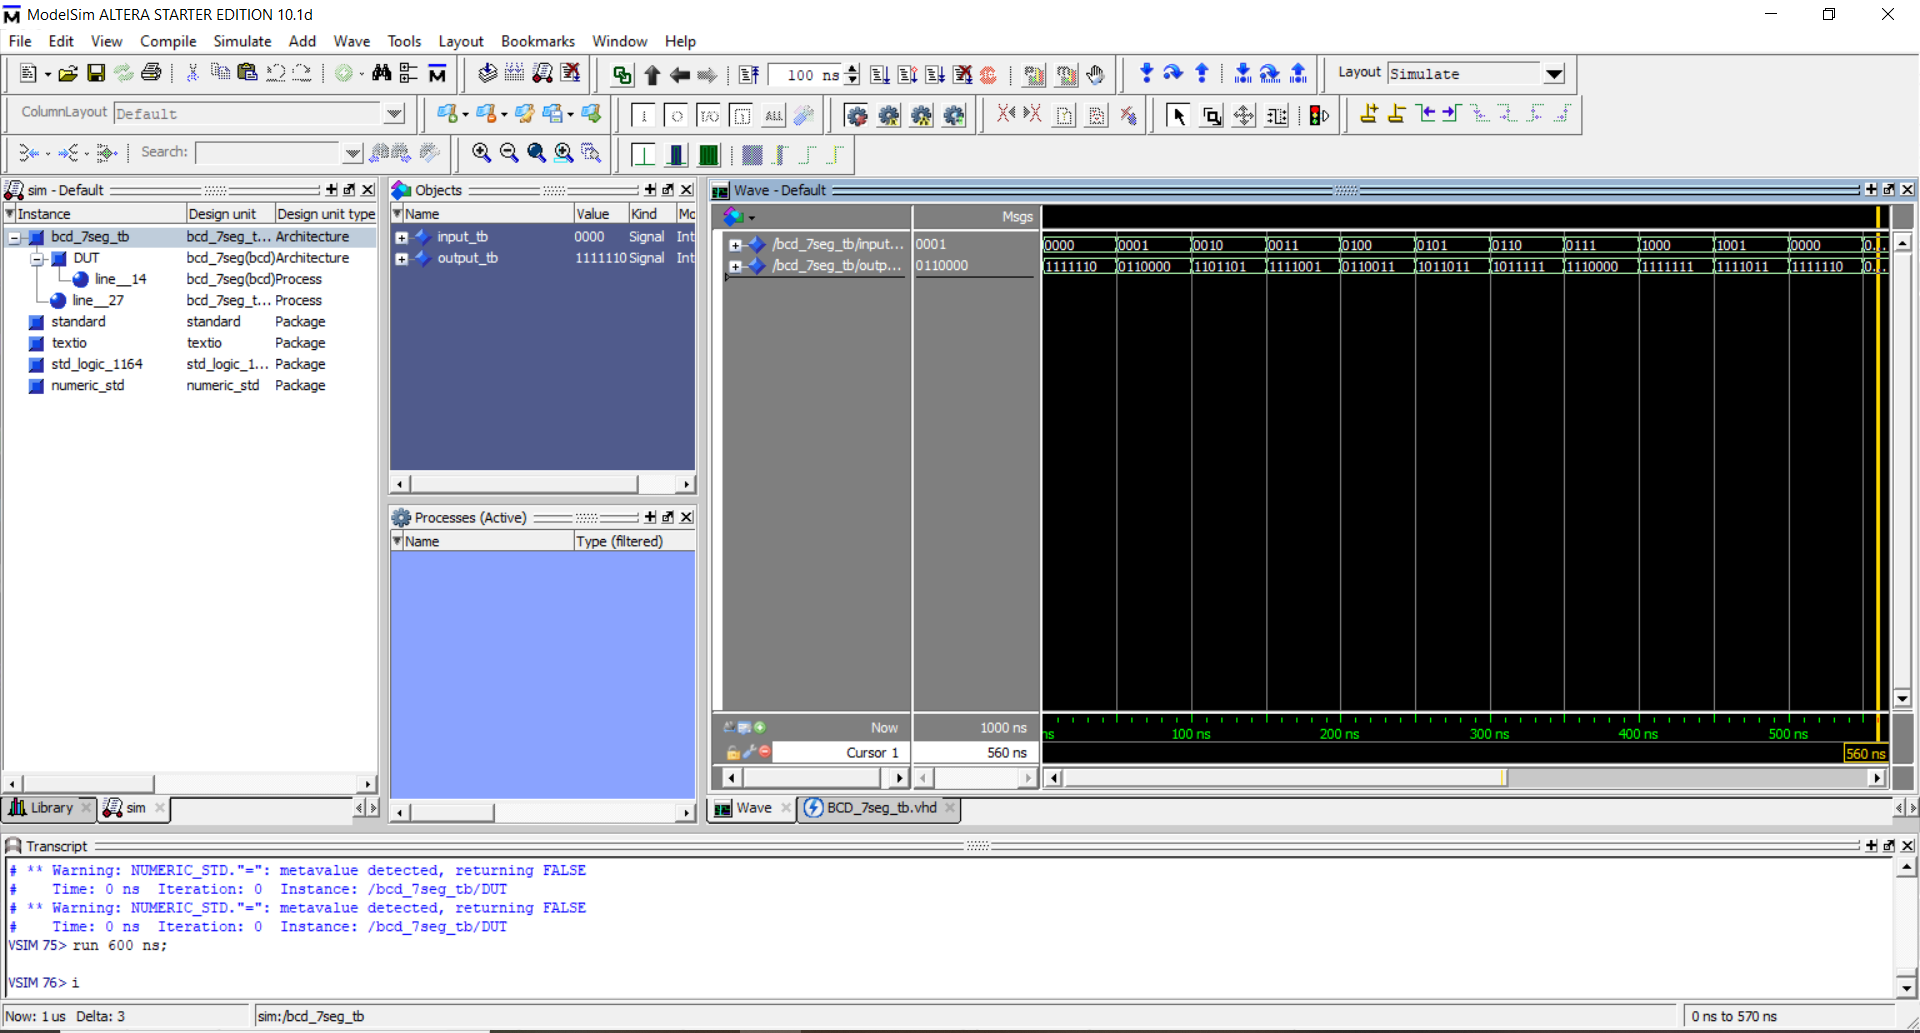 ModelSim ALTERA STARTER EDITION 10.1d
File Edit View Compile Simulate Add Wave Tools Layout Bookmarks Window Help
100 ns
Layout Simulate
ColumnLayout Default
ALL
Search:
sim - Default
Instance Design unit Design unit type
bcd_7seg_tb bcd_7seg_t... Architecture
DUT bcd_7seg(bcd) Architecture
line__14 bcd_7seg(bcd) Process
line__27 bcd_7seg_t... Process
standard standard Package
textio textio Package
std_logic_1164 std_logic_1... Package
numeric_std numeric_std Package
Library sim
Objects
Name Value Kind Mo
input_tb 0000 Signal Int
output_tb 1111110 Signal Int
Processes (Active)
Name Type (filtered)
Wave - Default
Msgs
/bcd_7seg_tb/input... 0001 0000 0001 0010 0011 0100 0101 0110 0111 1000 1001 0000 0...
/bcd_7seg_tb/outp... 0110000 1111110 0110000 1101101 1111001 0110011 1011011 1011111 1110000 1111111 1111011 1111110 0...
Now 1000 ns ns 100 ns 200 ns 300 ns 400 ns 500 ns
Cursor 1 560 ns 560 ns
Wave BCD_7seg_tb.vhd
Transcript
# ** Warning: NUMERIC_STD."=": metavalue detected, returning FALSE
# Time: 0 ns Iteration: 0 Instance: /bcd_7seg_tb/DUT
# ** Warning: NUMERIC_STD."=": metavalue detected, returning FALSE
# Time: 0 ns Iteration: 0 Instance: /bcd_7seg_tb/DUT
VSIM 75> run 600 ns;
VSIM 76> i
Now: 1 us Delta: 3 sim:/bcd_7seg_tb 0 ns to 570 ns